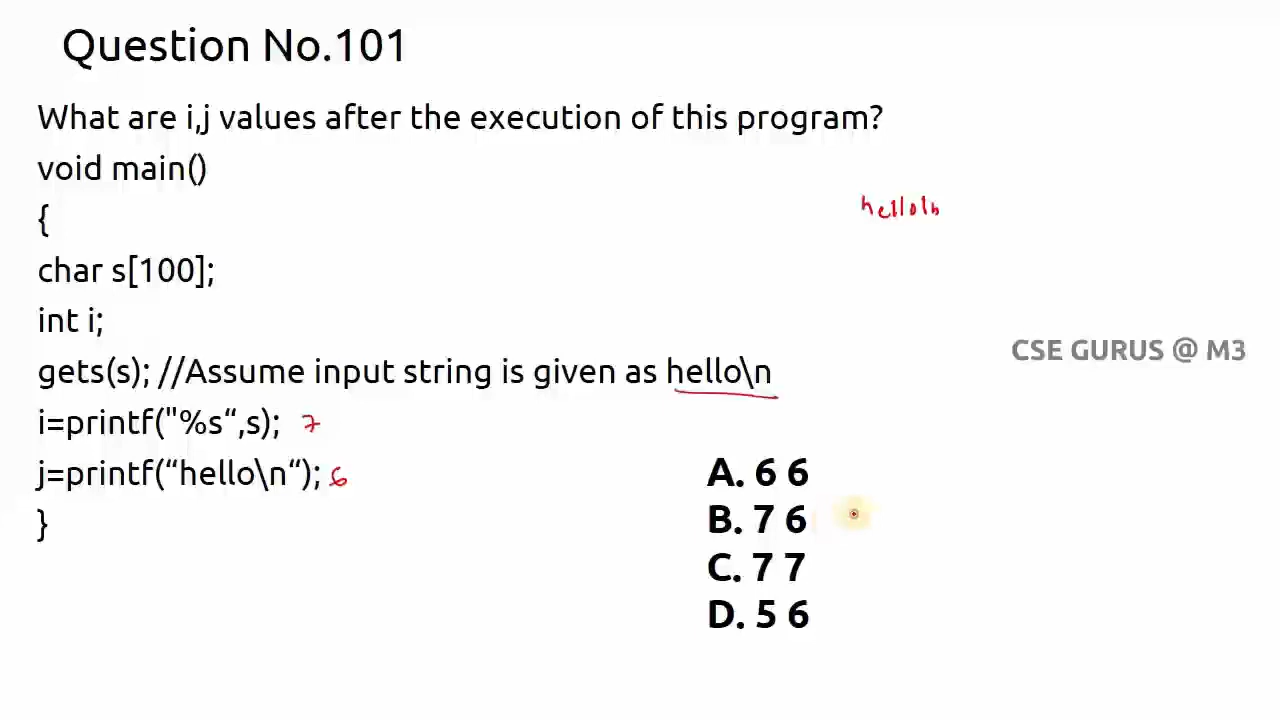 Question No.101
What are i,j values after the execution of this program?
void main()
{
hello\n
char s[100];
int i;
CSE GURUS @ M3
gets(s); //Assume input string is given as hello\n
i=printf("%s“,s); 7
j=printf(“hello\n“); 6
}
A. 6 6
B. 7 6
C. 7 7
D. 5 6